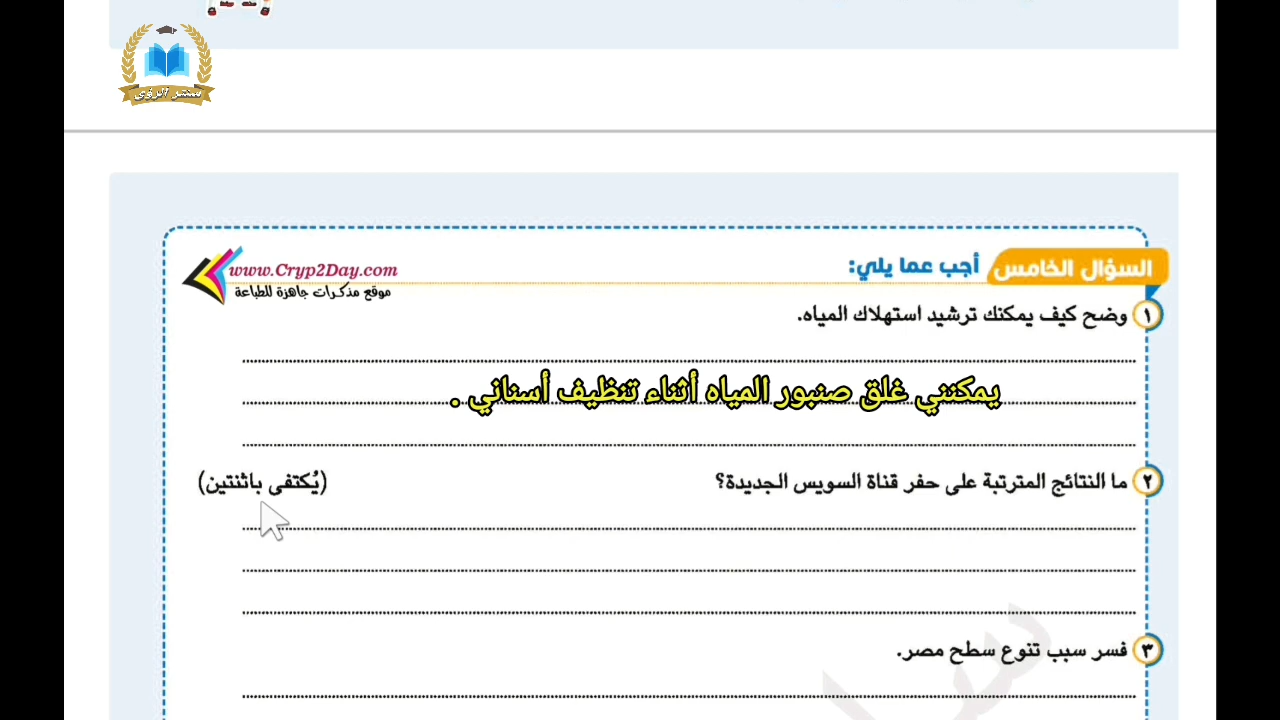 سنتر الرؤى
www.Cryp2Day.com
موقع مذكرات جاهزة للطباعة
السؤال الخامس أجب عما يلي:
١ وضح كيف يمكنك ترشيد استهلاك المياه.
يمكنني غلق صنبور المياه أثناء تنظيف أسناني .
٢ ما النتائج المترتبة على حفر قناة السويس الجديدة؟ (يُكتفى باثنتين)
٣ فسر سبب تنوع سطح مصر.